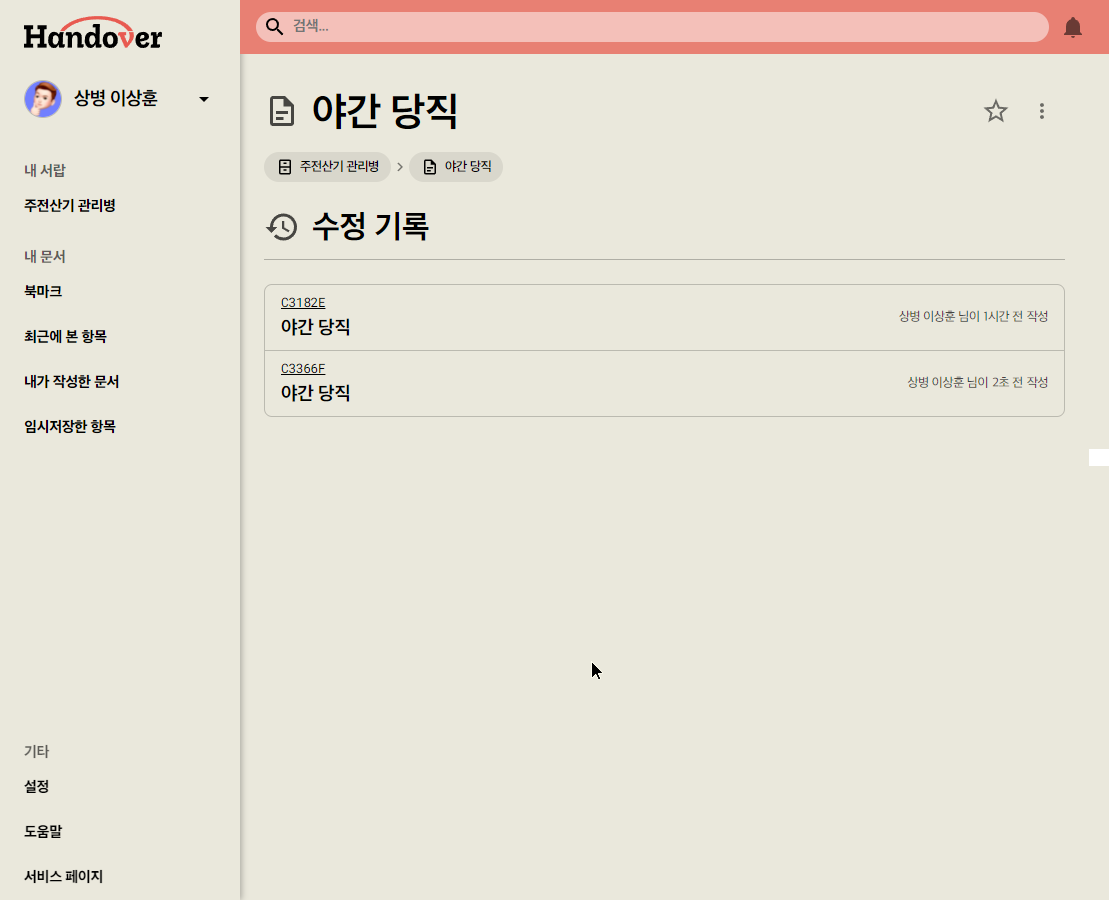 Handover
상병 이상훈
내 서랍
주전산기 관리병
내 문서
북마크
최근에 본 항목
내가 작성한 문서
임시저장한 항목
기타
설정
도움말
서비스 페이지
검색...
야간 당직
주전산기 관리병 > 야간 당직
수정 기록
C3182E
야간 당직
상병 이상훈 님이 1시간 전 작성
C3366F
야간 당직
상병 이상훈 님이 2초 전 작성